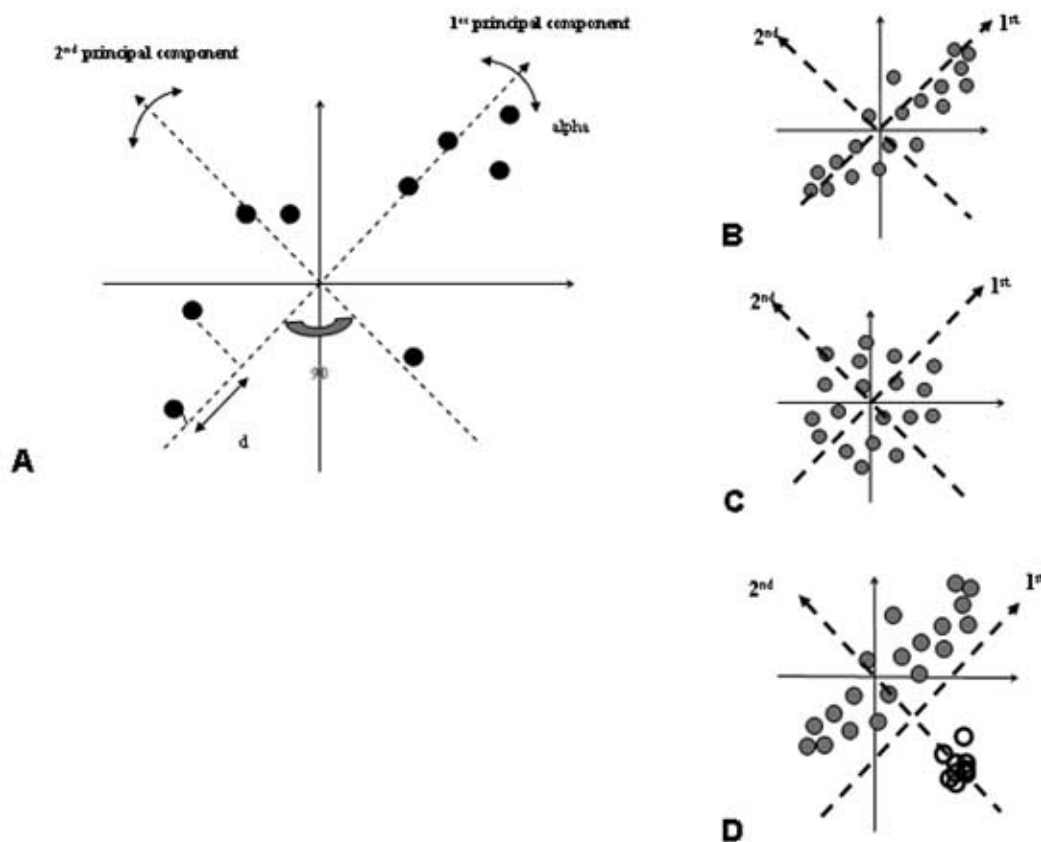 1st principal component
2nd principal component
alpha
90
d
A
2nd
1st
B
2nd
1st
C
2nd
1st
D